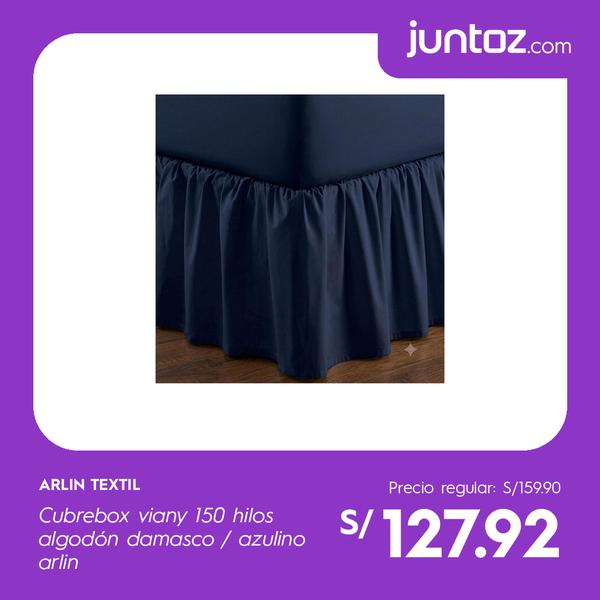 juntoz.com
ARLIN TEXTIL
Cubrebox viany 150 hilos
algodón damasco / azulino
arlin
Precio regular: S/159.90
S/127.92